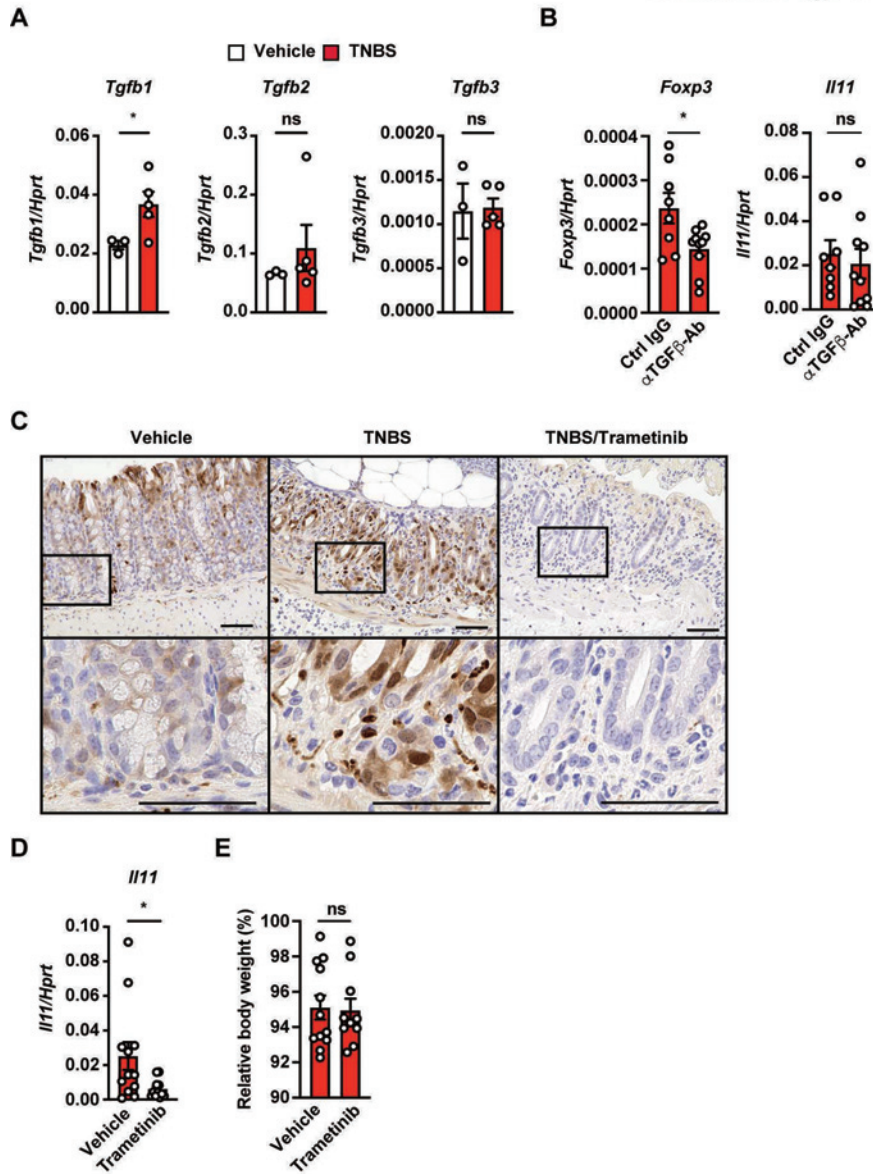 A
B
Vehicle TNBS
Tgfb1
Tgfb2
Tgfb3
Foxp3
Il11
*
ns
ns
*
ns
Tgfb1/Hprt
0.06
0.04
0.02
0.00
Tgfb2/Hprt
0.3
0.2
0.1
0.0
Tgfb3/Hprt
0.0020
0.0015
0.0010
0.0005
0.0000
Foxp3/Hprt
0.0004
0.0003
0.0002
0.0001
0.0000
Ctrl IgG
αTGFβ-Ab
Il11/Hprt
0.08
0.06
0.04
0.02
0.00
Ctrl IgG
αTGFβ-Ab
C
Vehicle
TNBS
TNBS/Trametinib
D
Il11
*
Il11/Hprt
0.10
0.08
0.06
0.04
0.02
0.00
Vehicle
Trametinib
E
ns
Relative body weight (%)
100
98
96
94
92
90
Vehicle
Trametinib